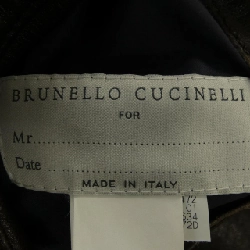 BRUNELLO CUCINELLI
FOR
Mr.
Date
MADE IN ITALY